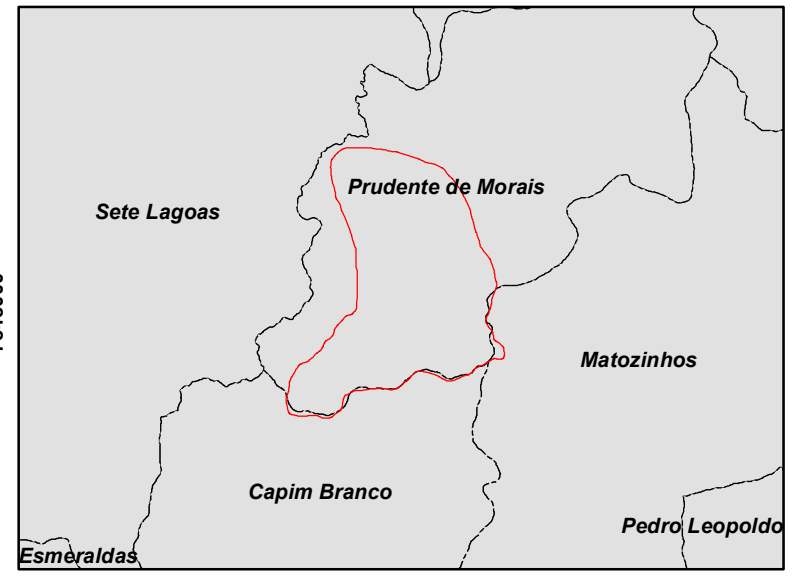 Prudente de Morais
Sete Lagoas
Matozinhos
Capim Branco
Pedro Leopoldo
Esmeraldas